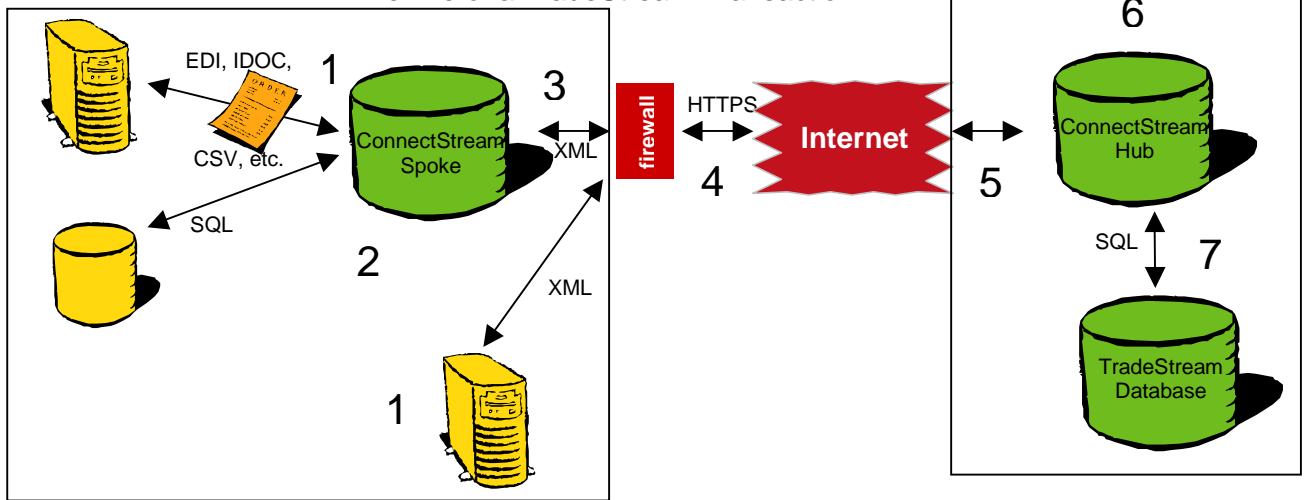 6
EDI, IDOC,
1
ORDER
CSV, etc.
SQL
ConnectStream
Spoke
2
3
XML
firewall
HTTPS
4
Internet
5
ConnectStream
Hub
SQL
7
TradeStream
Database
XML
1